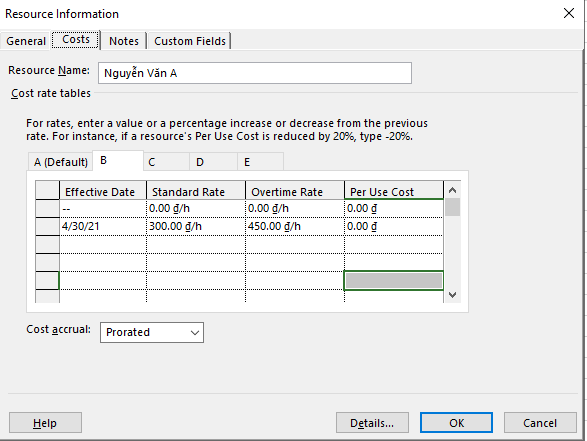 Resource Information
General Costs Notes Custom Fields
Resource Name: Nguyễn Văn A
Cost rate tables
For rates, enter a value or a percentage increase or decrease from the previous
rate. For instance, if a resource's Per Use Cost is reduced by 20%, type -20%.
A (Default) B C D E
Effective Date Standard Rate Overtime Rate Per Use Cost
-- 0.00 ₫/h 0.00 ₫/h 0.00 ₫
4/30/21 300.00 ₫/h 450.00 ₫/h 0.00 ₫
Cost accrual: Prorated
Help Details... OK Cancel